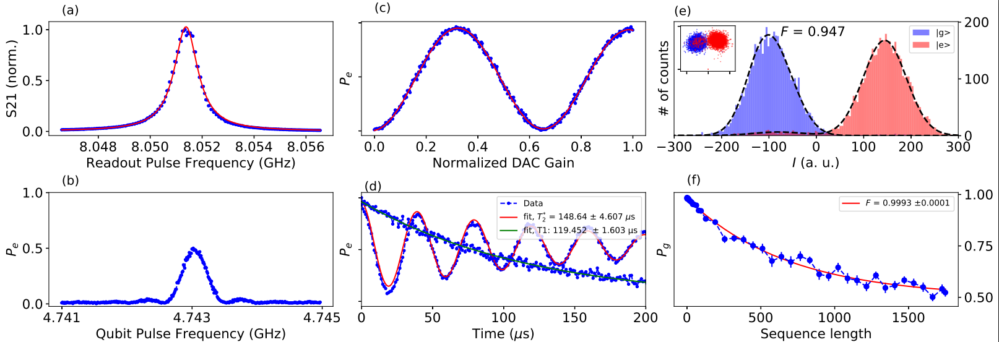 (a)
S21 (norm.)
1.0
0.5
0.0
8.048 8.050 8.052 8.054 8.056
Readout Pulse Frequency (GHz)
(b)
P_e
1.0
0.5
0.0
4.741 4.743 4.745
Qubit Pulse Frequency (GHz)
(c)
P_e
0.0 0.2 0.4 0.6 0.8 1.0
Normalized DAC Gain
(d)
P_e
Data
fit, T₂* = 148.64 ± 4.607 μs
fit, T1: 119.452 ± 1.603 μs
0 50 100 150 200
Time (μs)
(e)
# of counts
F = 0.947
|g>
|e>
200
100
0
−300 −200 −100 0 100 200 300
I (a. u.)
(f)
P_g
F = 0.9993 ±0.0001
1.00
0.75
0.50
0 500 1000 1500
Sequence length